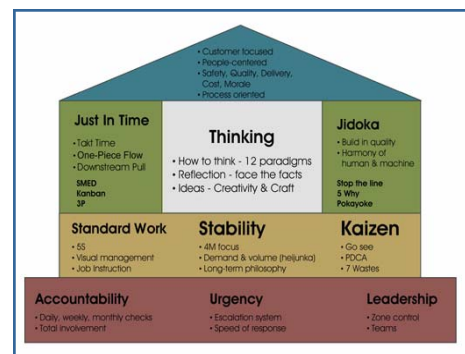 • Customer focused
• People-centered
• Safety, Quality, Delivery,
Cost, Morale
• Process oriented
Just In Time
• Takt Time
• One-Piece Flow
• Downstream Pull
SMED
Kanban
3P
Thinking
• How to think - 12 paradigms
• Reflection - face the facts
• Ideas - Creativity & Craft
Jidoka
• Build in quality
• Harmony of
human & machine
Stop the line
5 Why
Pokayoke
Standard Work
• 5S
• Visual management
• Job Instruction
Stability
• 4M focus
• Demand & volume (heijunka)
• Long-term philosophy
Kaizen
• Go see
• PDCA
• 7 Wastes
Accountability
• Daily, weekly, monthly checks
• Total involvement
Urgency
• Escalation system
• Speed of response
Leadership
• Zone control
• Teams